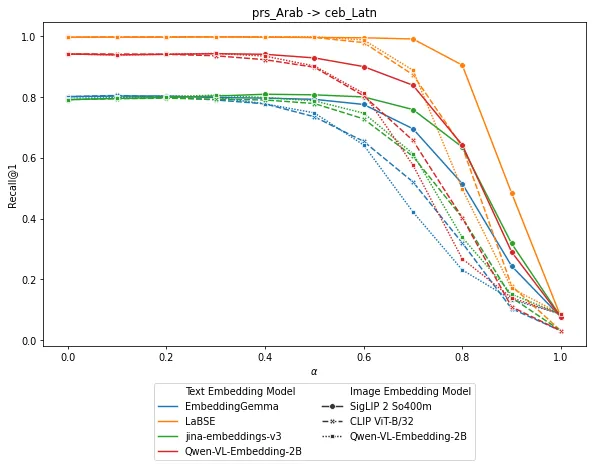 prs_Arab -> ceb_Latn
Recall@1
1.0
0.8
0.6
0.4
0.2
0.0
0.0 0.2 0.4 0.6 0.8 1.0
α
Text Embedding Model
EmbeddingGemma
LaBSE
jina-embeddings-v3
Qwen-VL-Embedding-2B
Image Embedding Model
SigLIP 2 So400m
CLIP ViT-B/32
Qwen-VL-Embedding-2B